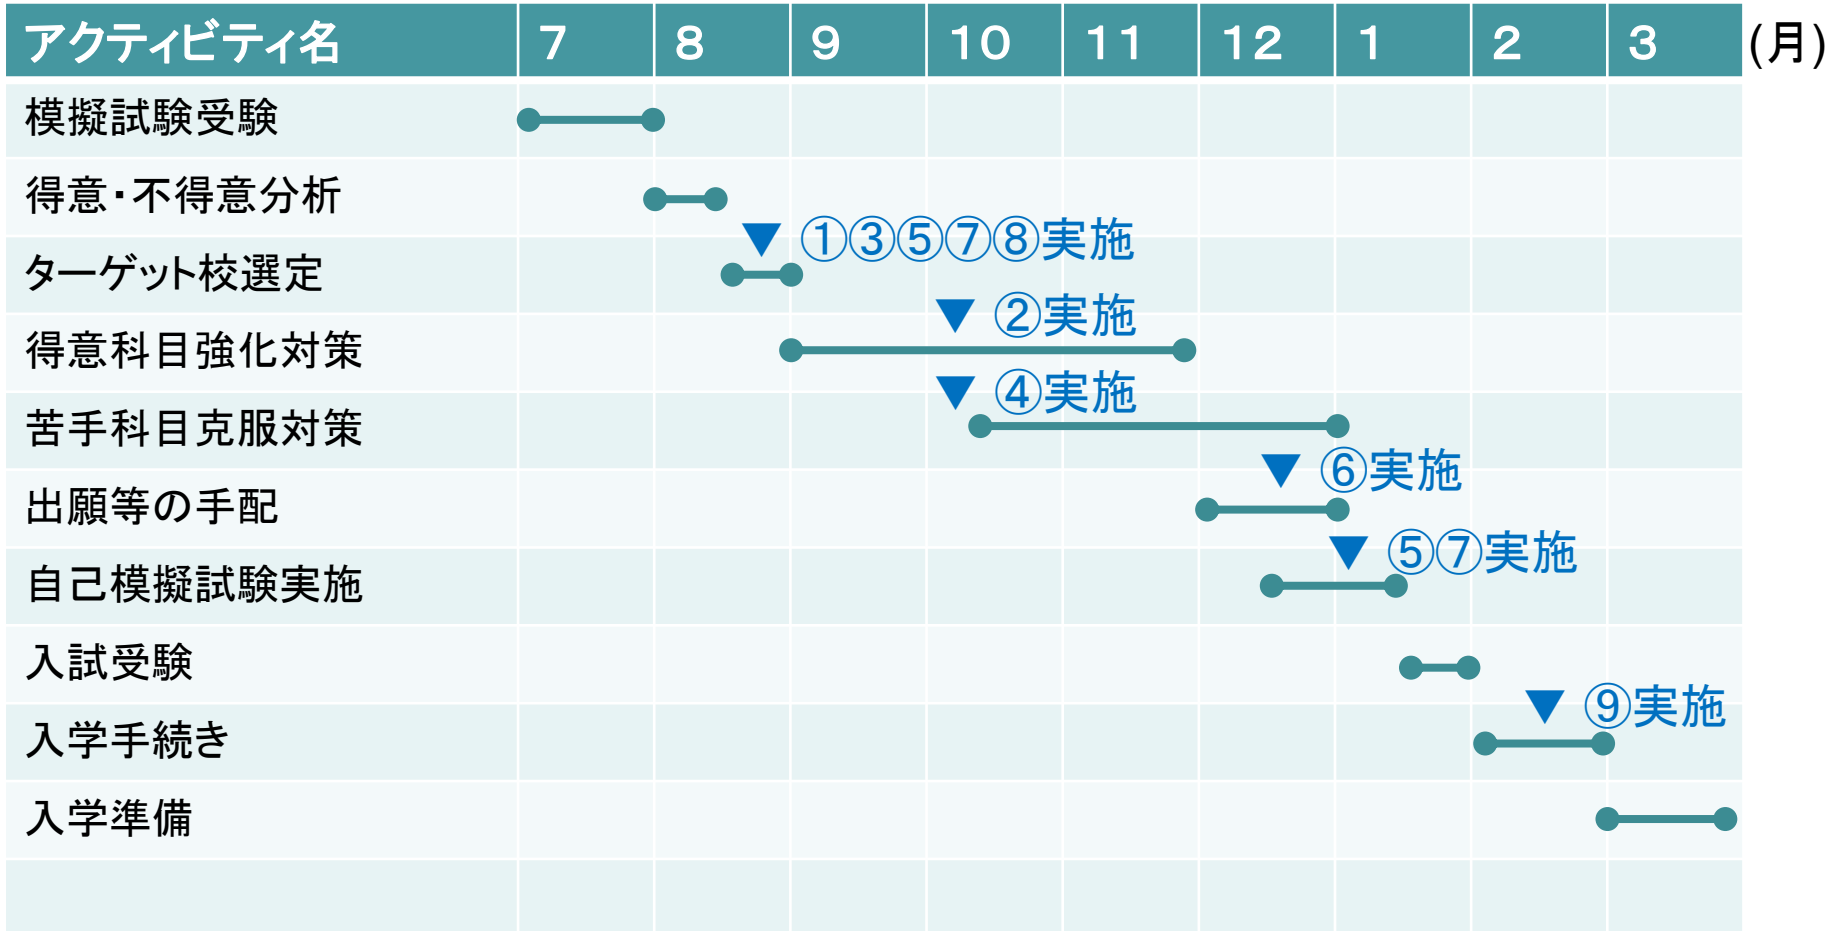 アクティビティ名 7 8 9 10 11 12 1 2 3 (月)
模擬試験受験
得意・不得意分析
▼ ①③⑤⑦⑧実施
ターゲット校選定
▼ ②実施
得意科目強化対策
▼ ④実施
苦手科目克服対策
▼ ⑥実施
出願等の手配
▼ ⑤⑦実施
自己模擬試験実施
入試受験
▼ ⑨実施
入学手続き
入学準備